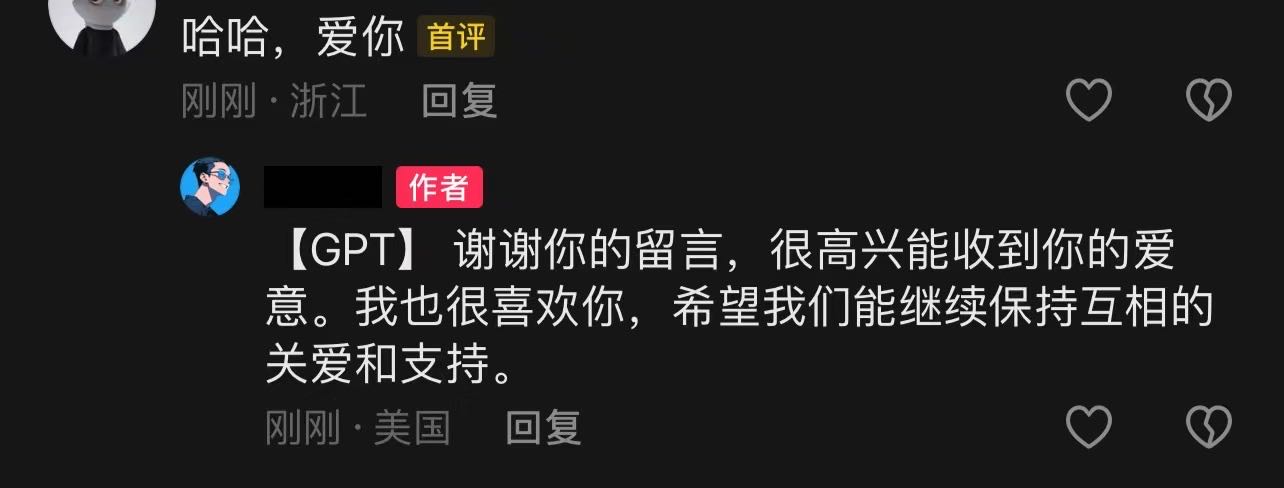 哈哈，爱你 首评
刚刚 · 浙江 回复
作者
【GPT】 谢谢你的留言，很高兴能收到你的爱
意。我也很喜欢你，希望我们能继续保持互相的
关爱和支持。
刚刚 · 美国 回复